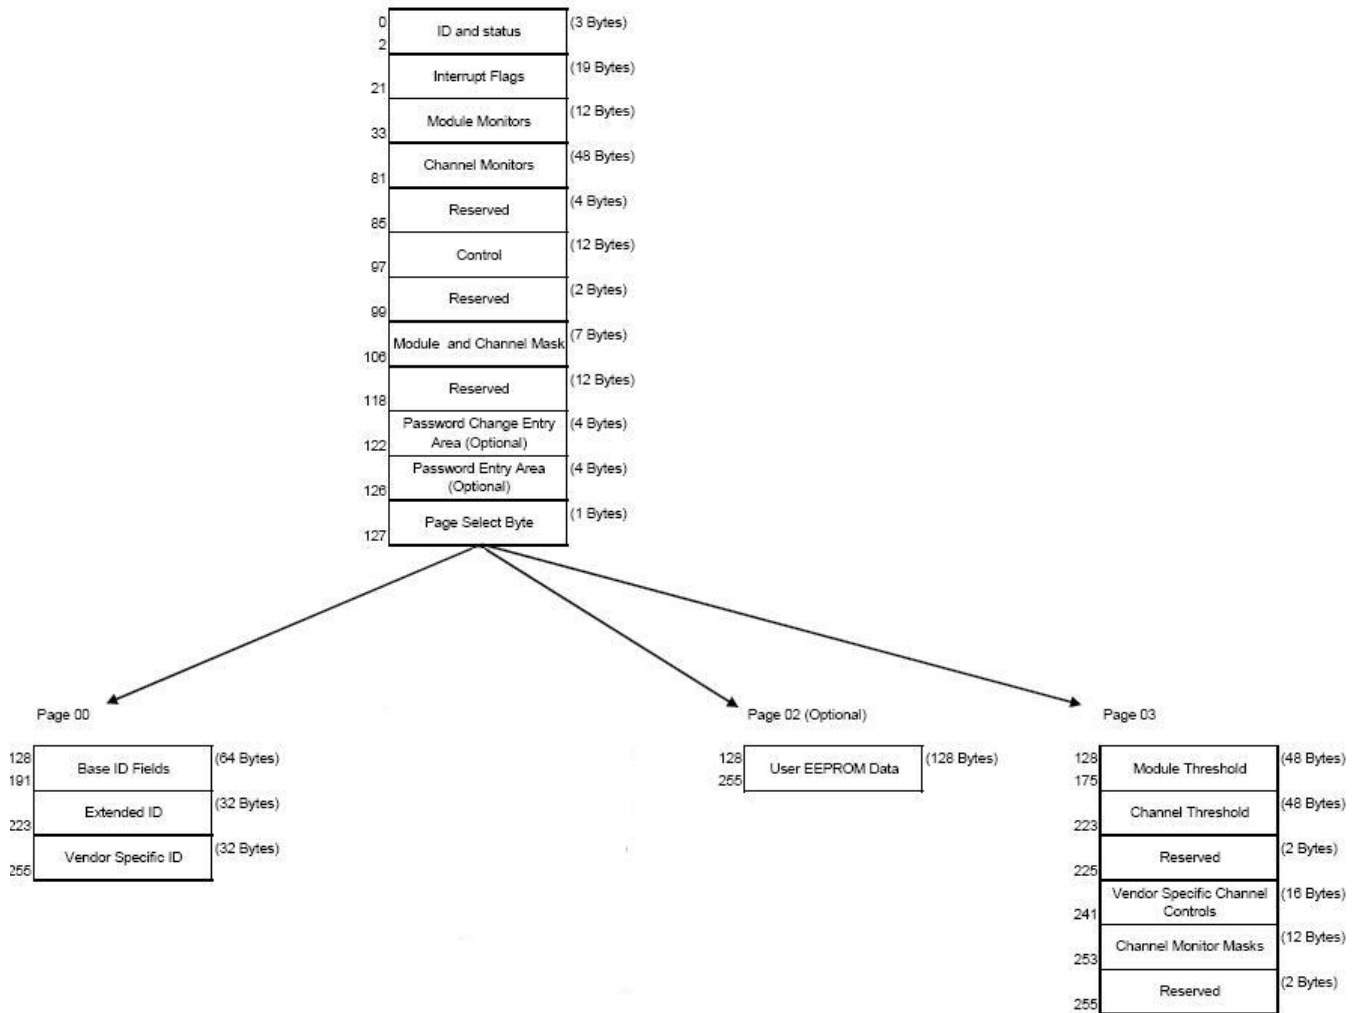 0
ID and status
(3 Bytes)
2
Interrupt Flags
(19 Bytes)
21
Module Monitors
(12 Bytes)
33
Channel Monitors
(48 Bytes)
81
Reserved
(4 Bytes)
85
Control
(12 Bytes)
97
Reserved
(2 Bytes)
99
Module and Channel Mask
(7 Bytes)
106
Reserved
(12 Bytes)
118
Password Change Entry
Area (Optional)
(4 Bytes)
122
Password Entry Area
(Optional)
(4 Bytes)
126
Page Select Byte
(1 Bytes)
127
Page 00
128
Base ID Fields
(64 Bytes)
191
Extended ID
(32 Bytes)
223
Vendor Specific ID
(32 Bytes)
255
Page 02 (Optional)
128
User EEPROM Data
(128 Bytes)
255
Page 03
128
Module Threshold
(48 Bytes)
175
Channel Threshold
(48 Bytes)
223
Reserved
(2 Bytes)
225
Vendor Specific Channel
Controls
(16 Bytes)
241
Channel Monitor Masks
(12 Bytes)
253
Reserved
(2 Bytes)
255